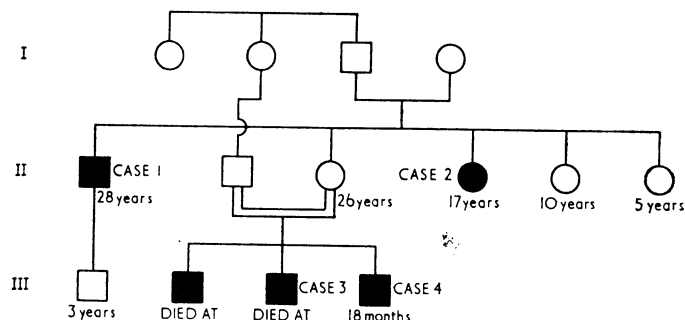 I
II
CASE 1
28 years
26 years
CASE 2
17 years
10 years
5 years
III
3 years
DIED AT
DIED AT
CASE 3
CASE 4
18 months